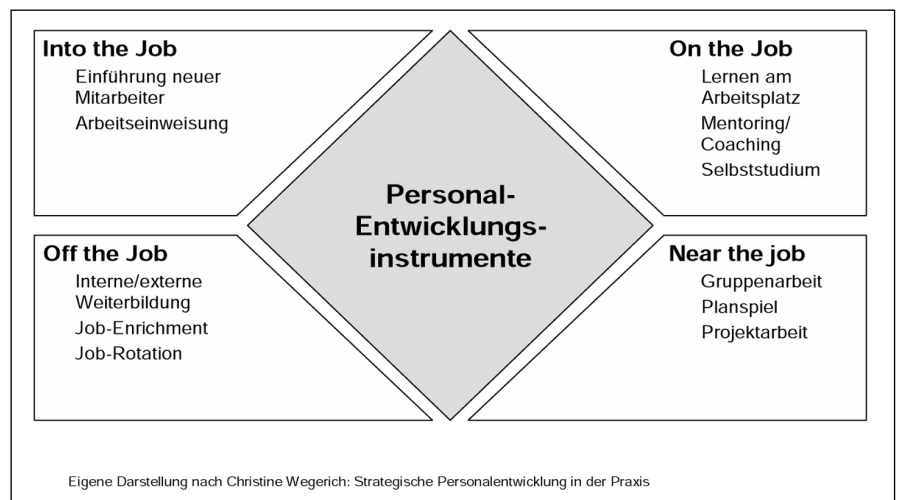 Into the Job
Einführung neuer
Mitarbeiter
Arbeitseinweisung
On the Job
Lernen am
Arbeitsplatz
Mentoring/
Coaching
Selbststudium
Personal-
Entwicklungs-
instrumente
Off the Job
Interne/externe
Weiterbildung
Job-Enrichment
Job-Rotation
Near the job
Gruppenarbeit
Planspiel
Projektarbeit
Eigene Darstellung nach Christine Wegerich: Strategische Personalentwicklung in der Praxis